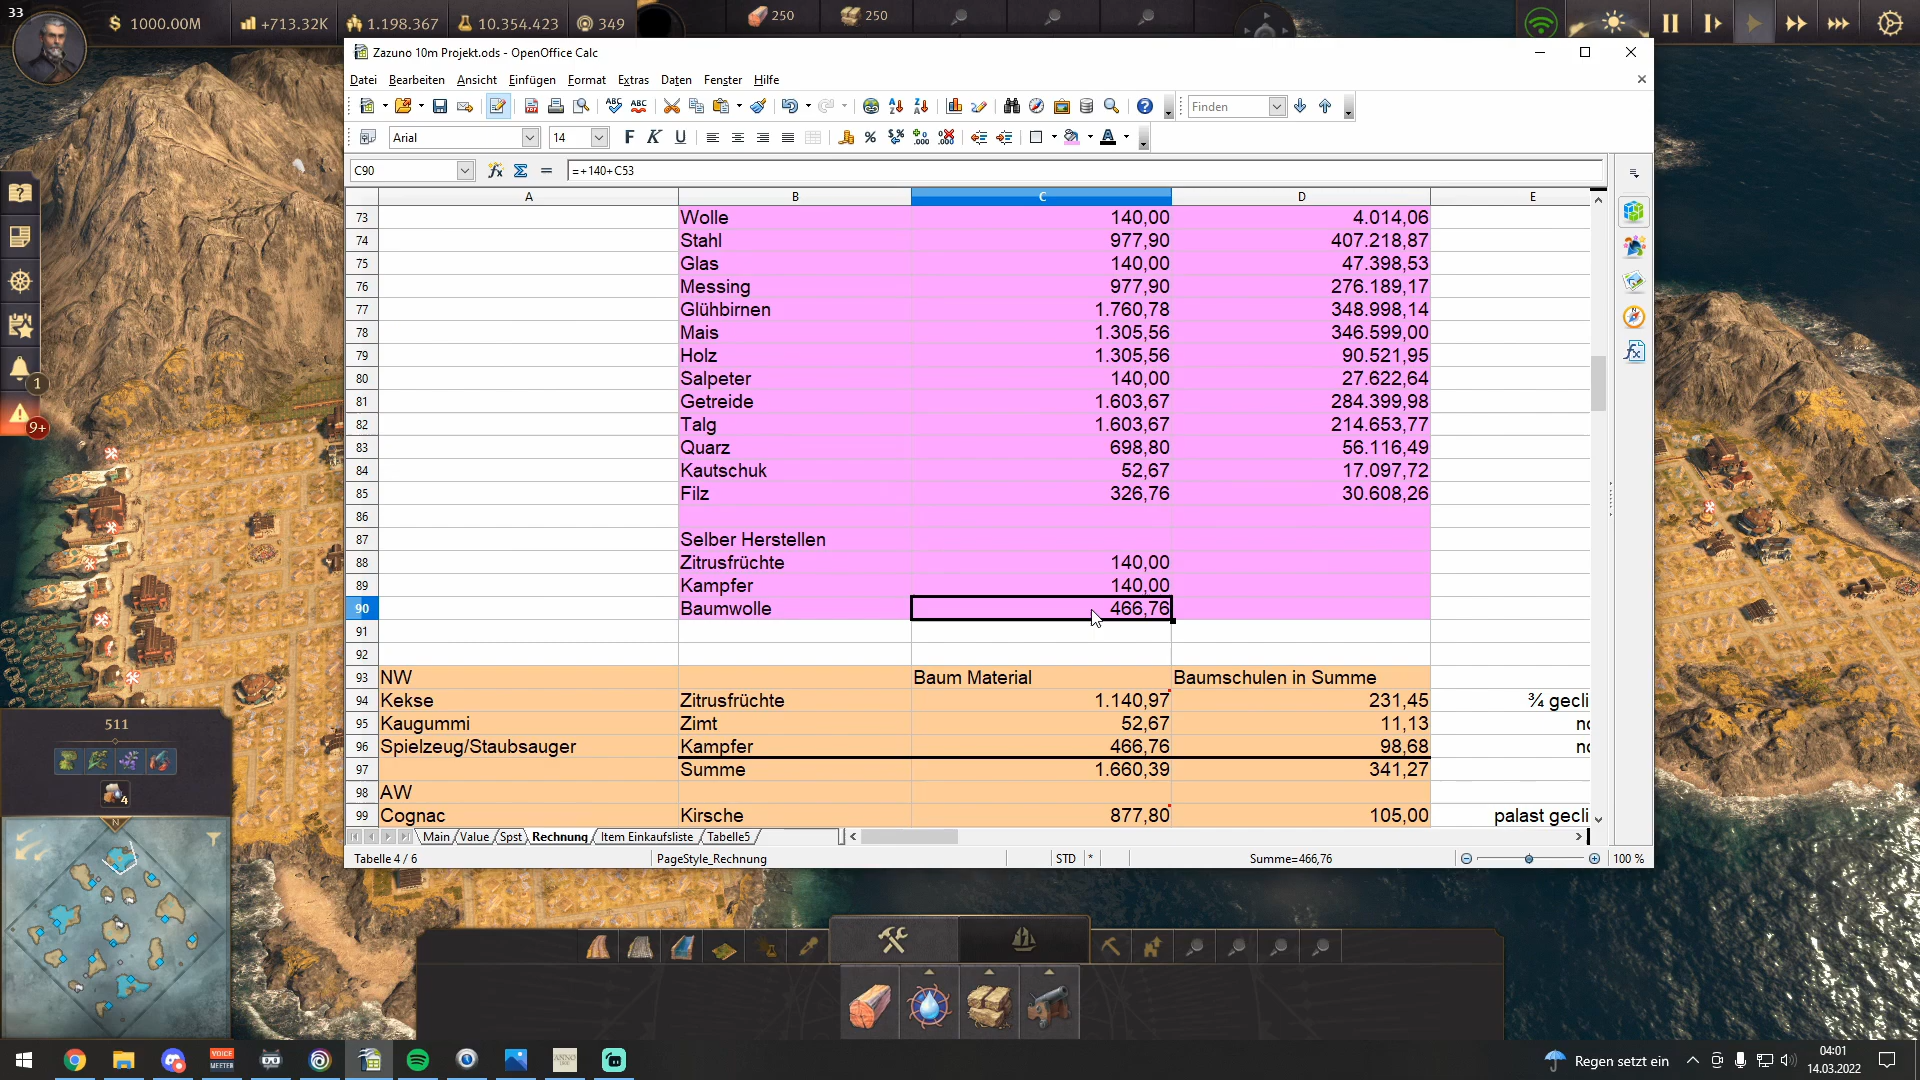 33
1000.00M
+713.32K
1.198.367
10.354.423
349
250
250
Zazuno 10m Projekt.ods - OpenOffice Calc
Datei Bearbeiten Ansicht Einfügen Format Extras Daten Fenster Hilfe
Finden
Arial 14
C90 =+140+C53
A B C D E
73 Wolle 140,00 4.014,06
74 Stahl 977,90 407.218,87
75 Glas 140,00 47.398,53
76 Messing 977,90 276.189,17
77 Glühbirnen 1.760,78 348.998,14
78 Mais 1.305,56 346.599,00
79 Holz 1.305,56 90.521,95
80 Salpeter 140,00 27.622,64
81 Getreide 1.603,67 284.399,98
82 Talg 1.603,67 214.653,77
83 Quarz 698,80 56.116,49
84 Kautschuk 52,67 17.097,72
85 Filz 326,76 30.608,26
86
87 Selber Herstellen
88 Zitrusfrüchte 140,00
89 Kampfer 140,00
90 Baumwolle 466,76
91
92
93 NW Baum Material Baumschulen in Summe
94 Kekse Zitrusfrüchte 1.140,97 231,45 ¾ gecli
95 Kaugummi Zimt 52,67 11,13 no
96 Spielzeug/Staubsauger Kampfer 466,76 98,68 no
97 Summe 1.660,39 341,27
98 AW
99 Cognac Kirsche 877,80 105,00 palast gecli
Main Value Spst Rechnung Item Einkaufsliste Tabelle5
Tabelle 4 / 6 PageStyle_Rechnung STD * Summe=466,76 100 %
1
9+
511
4
N
VOICE
MEETER
ANNO
Regen setzt ein
04:01
14.03.2022